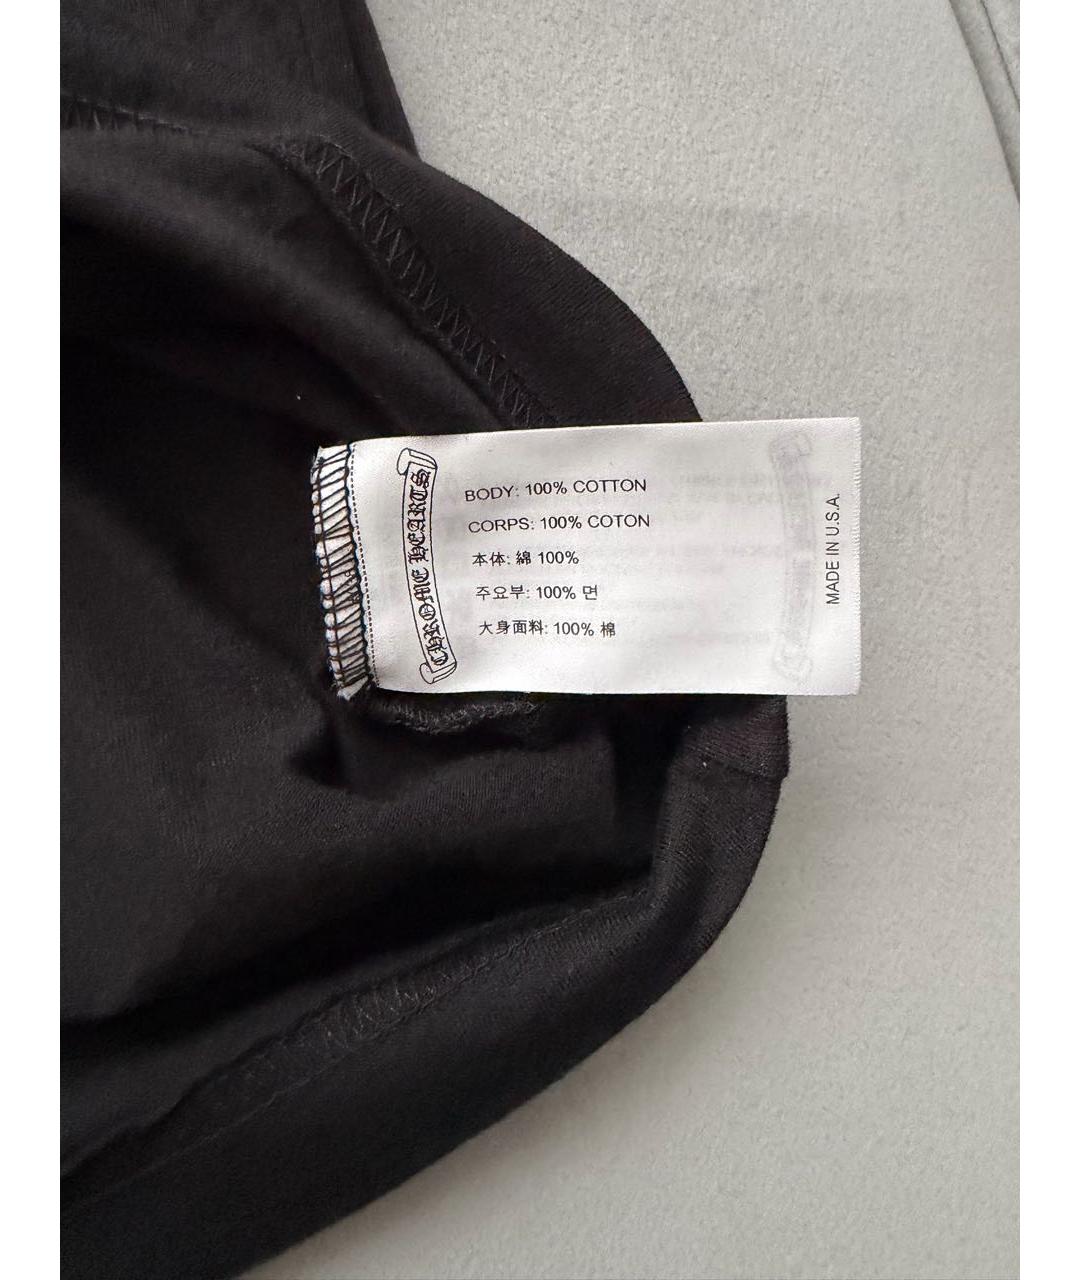 CHROME HEARTS
BODY: 100% COTTON
CORPS: 100% COTON
本体: 綿 100%
주요부: 100% 면
大身面料: 100% 棉
MADE IN U.S.A.